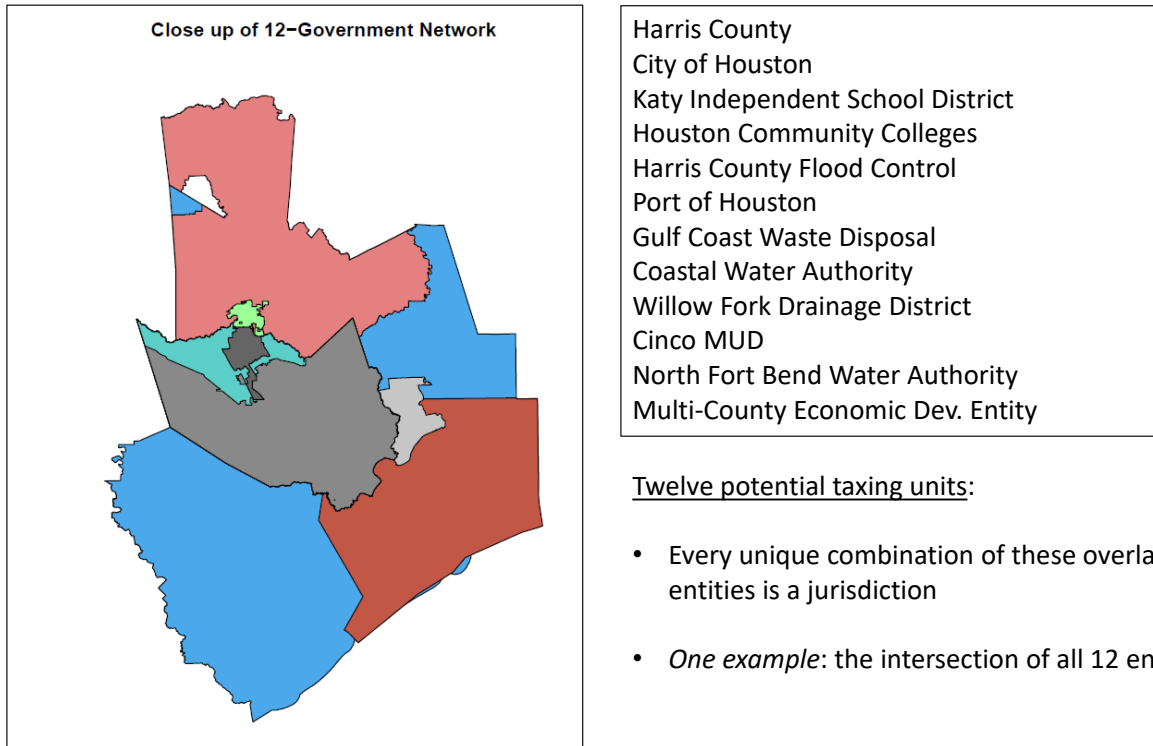 Close up of 12−Government Network
Harris County
City of Houston
Katy Independent School District
Houston Community Colleges
Harris County Flood Control
Port of Houston
Gulf Coast Waste Disposal
Coastal Water Authority
Willow Fork Drainage District
Cinco MUD
North Fort Bend Water Authority
Multi-County Economic Dev. Entity
Twelve potential taxing units:
• Every unique combination of these overla
entities is a jurisdiction
• One example: the intersection of all 12 en